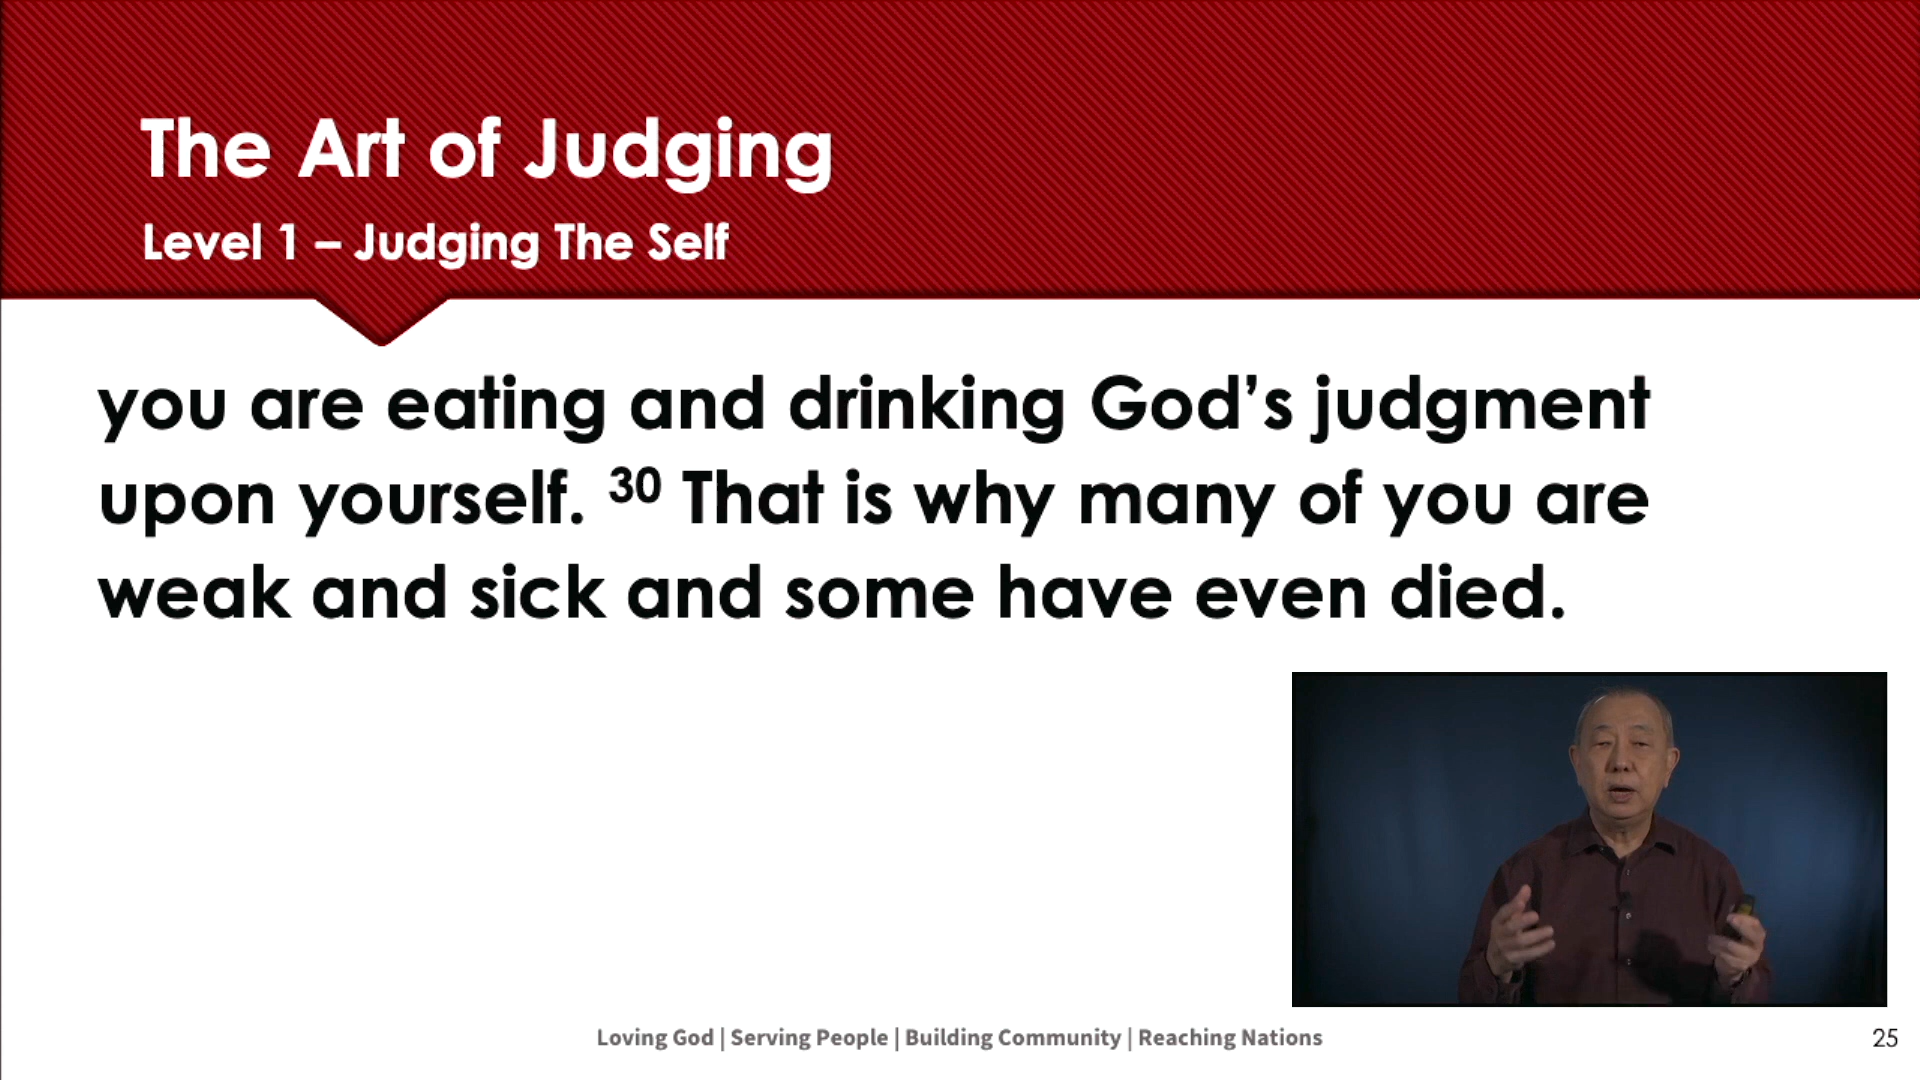 The Art of Judging
Level 1 – Judging The Self
you are eating and drinking God’s judgment
upon yourself. ³⁰ That is why many of you are
weak and sick and some have even died.
Loving God | Serving People | Building Community | Reaching Nations
25